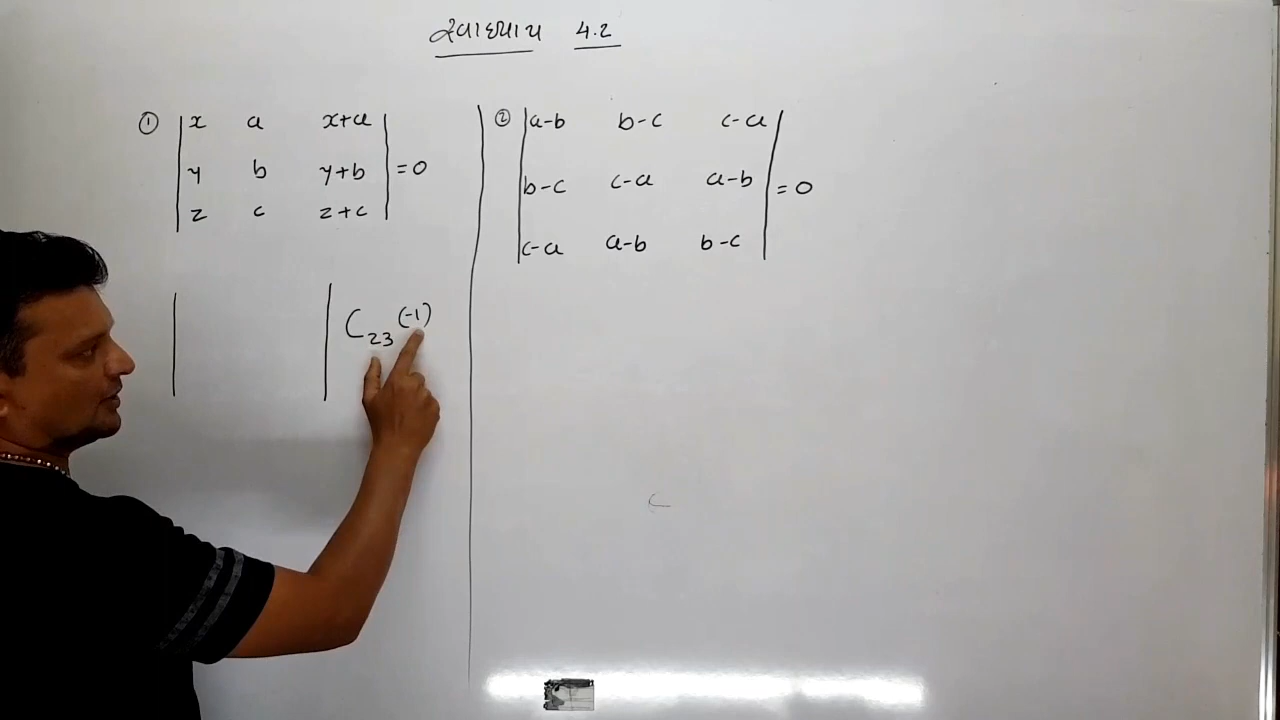 સ્વાધ્યાય 4.2
① | x a x+a |
| y b y+b | = 0
| z c z+c |
② | a-b b-c c-a |
| b-c c-a a-b | = 0
| c-a a-b b-c |
| | C₂₃(-1)